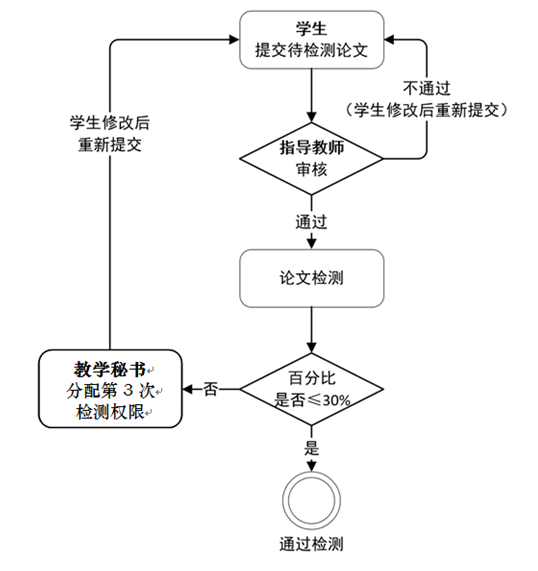 学生
提交待检测论文
不通过
（学生修改后重新提交）
学生修改后
重新提交
指导教师
审核
通过
论文检测
教学秘书
分配第 3 次
检测权限
否
百分比
是否≤30%
是
通过检测